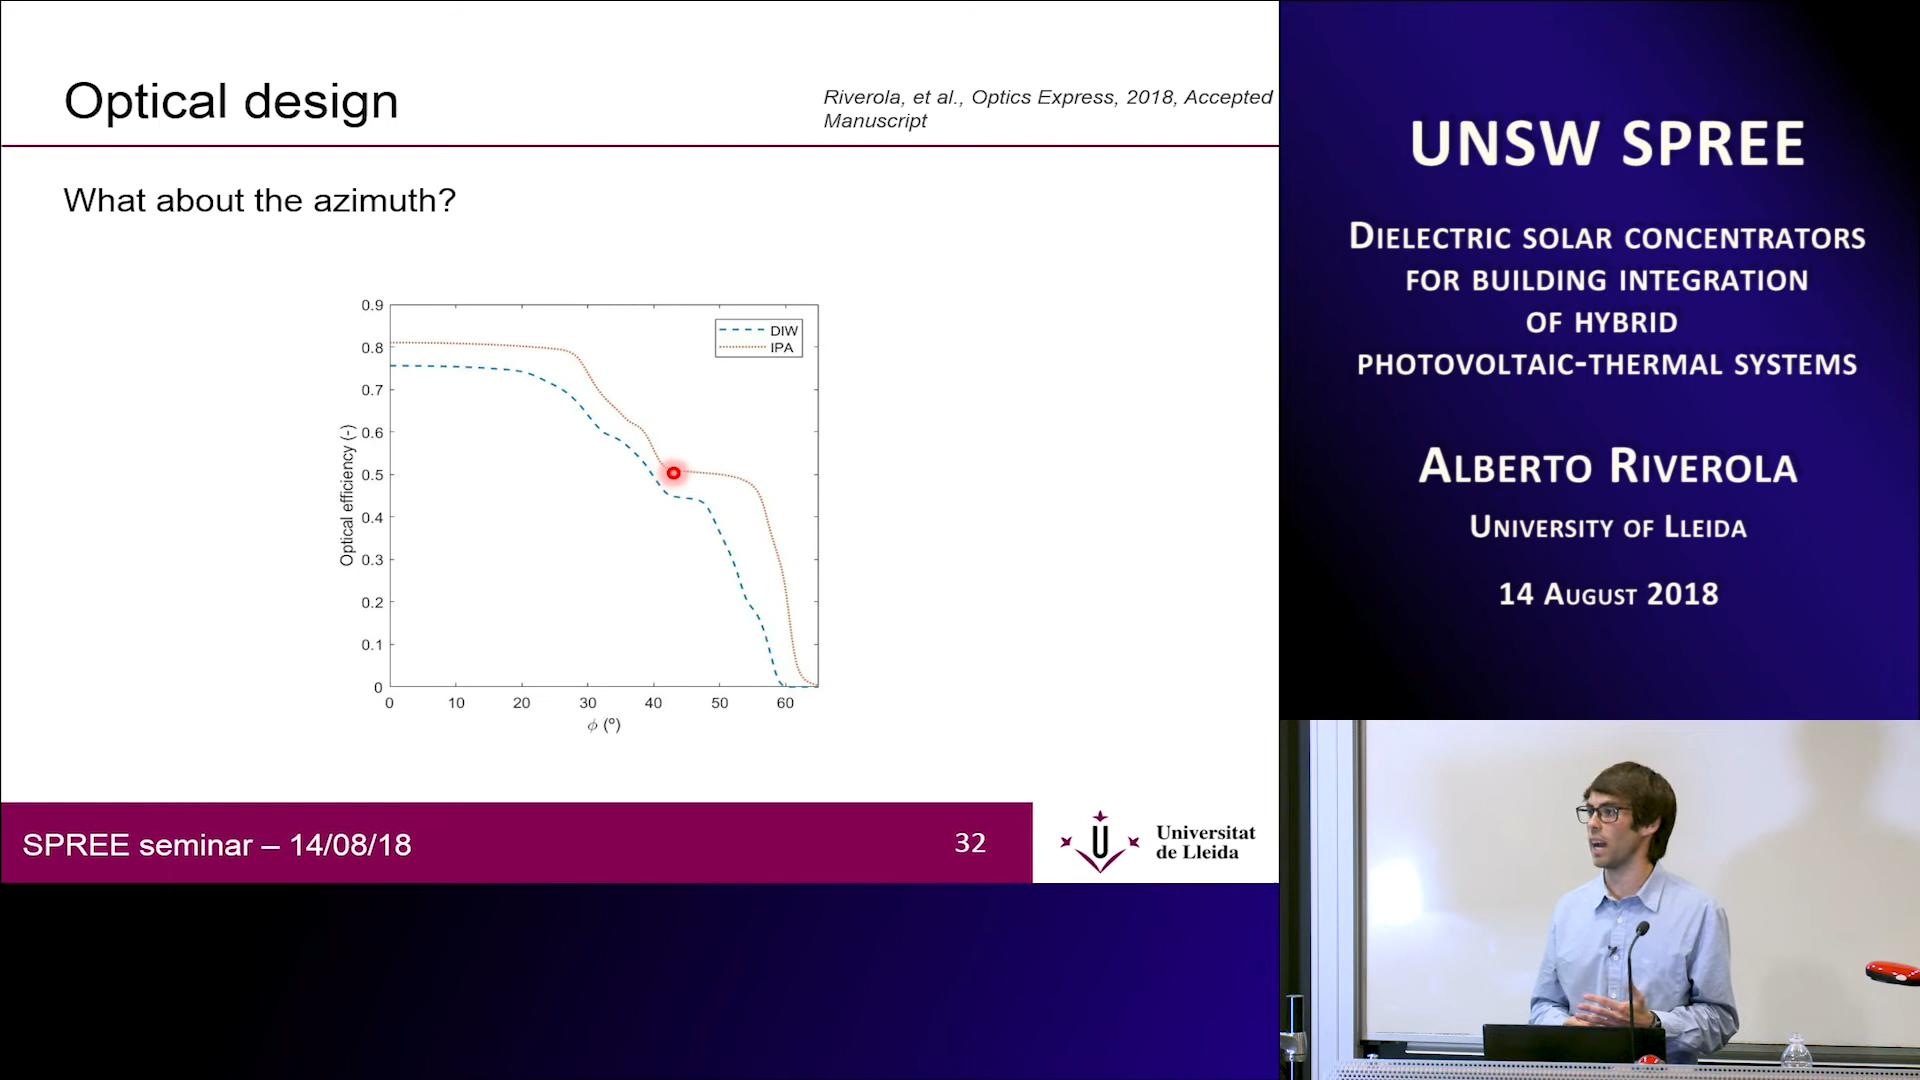 Optical design
Riverola, et al., Optics Express, 2018, Accepted
Manuscript
What about the azimuth?
0.9
0.8
0.7
0.6
0.5
0.4
0.3
0.2
0.1
0
Optical efficiency (-)
DIW
IPA
0 10 20 30 40 50 60
ϕ (º)
SPREE seminar – 14/08/18
32
Universitat
de Lleida
UNSW SPREE
DIELECTRIC SOLAR CONCENTRATORS
FOR BUILDING INTEGRATION
OF HYBRID
PHOTOVOLTAIC-THERMAL SYSTEMS
ALBERTO RIVEROLA
UNIVERSITY OF LLEIDA
14 AUGUST 2018